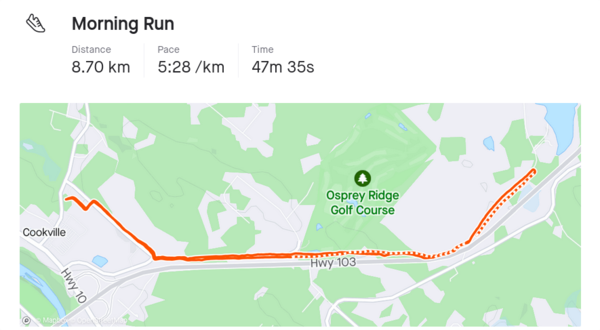 Morning Run
Distance Pace Time
8.70 km 5:28 /km 47m 35s
Osprey Ridge
Golf Course
Cookville
Hwy 103
Hwy 10